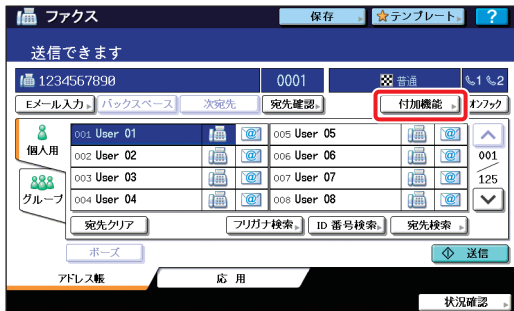 ファクス 保存 テンプレート ?
送信できます
1234567890 0001 普通 1 2
Eメール入力 バックスペース 次宛先 宛先確認 付加機能 オンフック
個人用
グループ
001 User 01 005 User 05
002 User 02 006 User 06
003 User 03 007 User 07
004 User 04 008 User 08
001
125
宛先クリア フリガナ検索 ID 番号検索 宛先検索
ポーズ 送信
アドレス帳 応 用
状況確認